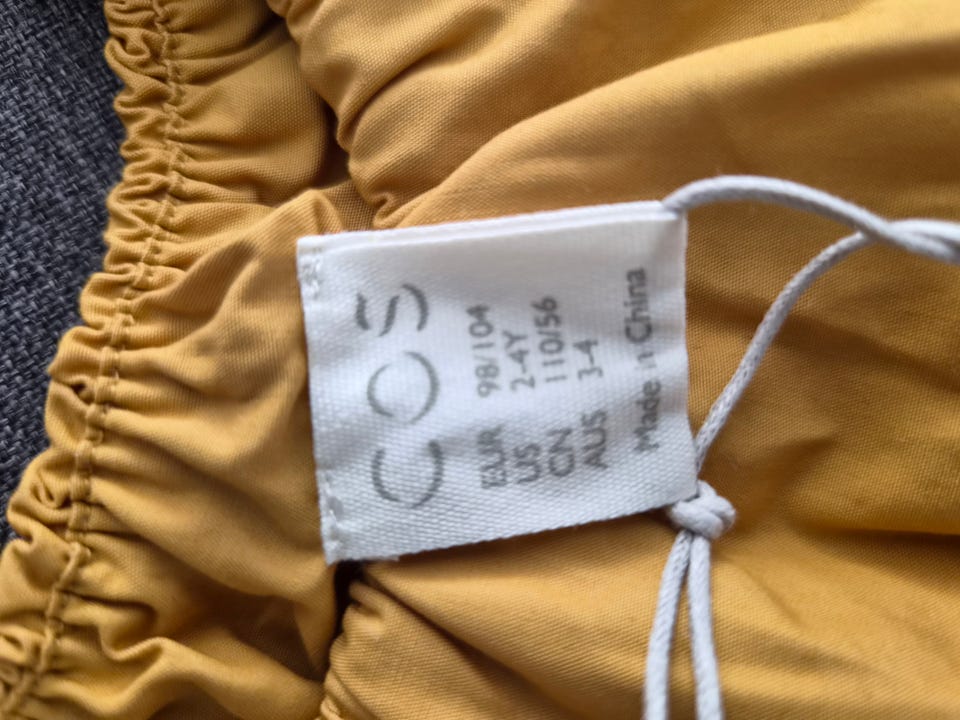 COS
EUR 98/104
US 2-4Y
CN 110/56
AUS 3-4
Made in China